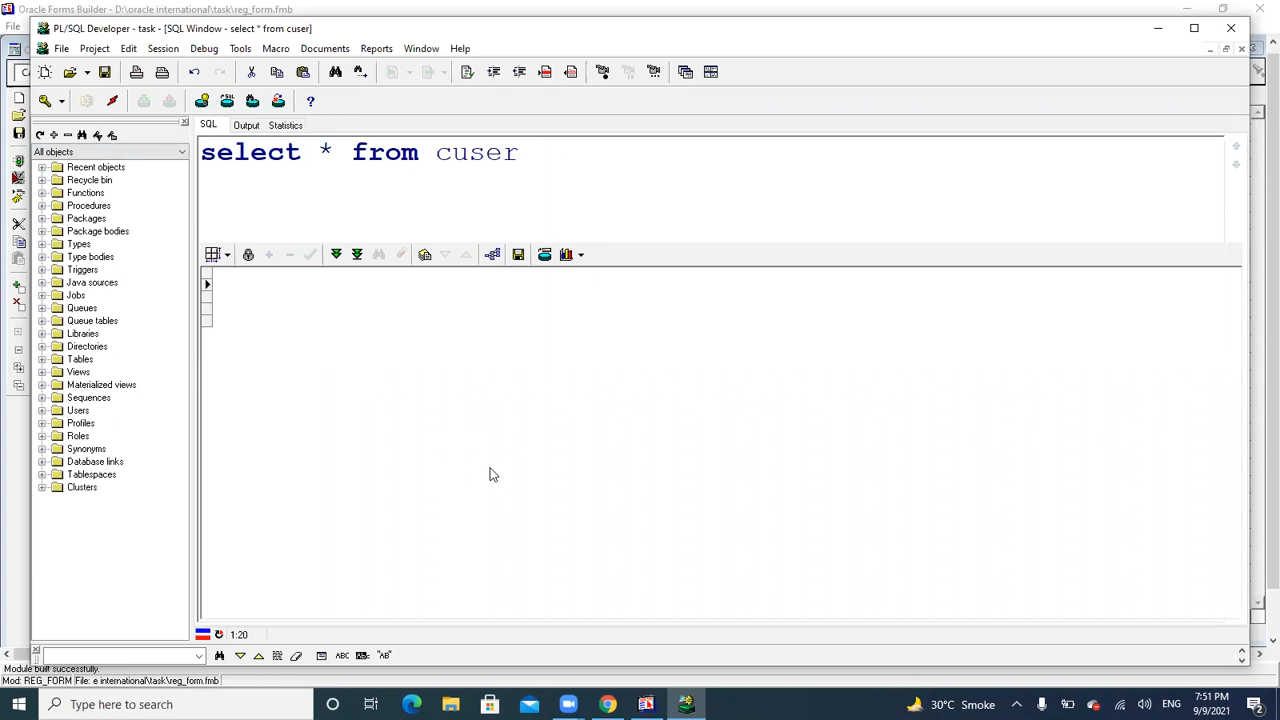 Oracle Forms Builder - D:\oracle international\task\reg_form.fmb
File
PL/SQL Developer - task - [SQL Window - select * from cuser]
File Project Edit Session Debug Tools Macro Documents Reports Window Help
SQL
SQL Output Statistics
All objects
select * from cuser
Recent objects
Recycle bin
Functions
Procedures
Packages
Package bodies
Types
Type bodies
Triggers
Java sources
Jobs
Queues
Queue tables
Libraries
Directories
Tables
Views
Materialized views
Sequences
Users
Profiles
Roles
Synonyms
Database links
Tablespaces
Clusters
1:20
ABC
"AB"
Module built successfully.
Mod: REG_FORM File: e international\task\reg_form.fmb
Type here to search
30°C Smoke
ENG
7:51 PM
9/9/2021
2